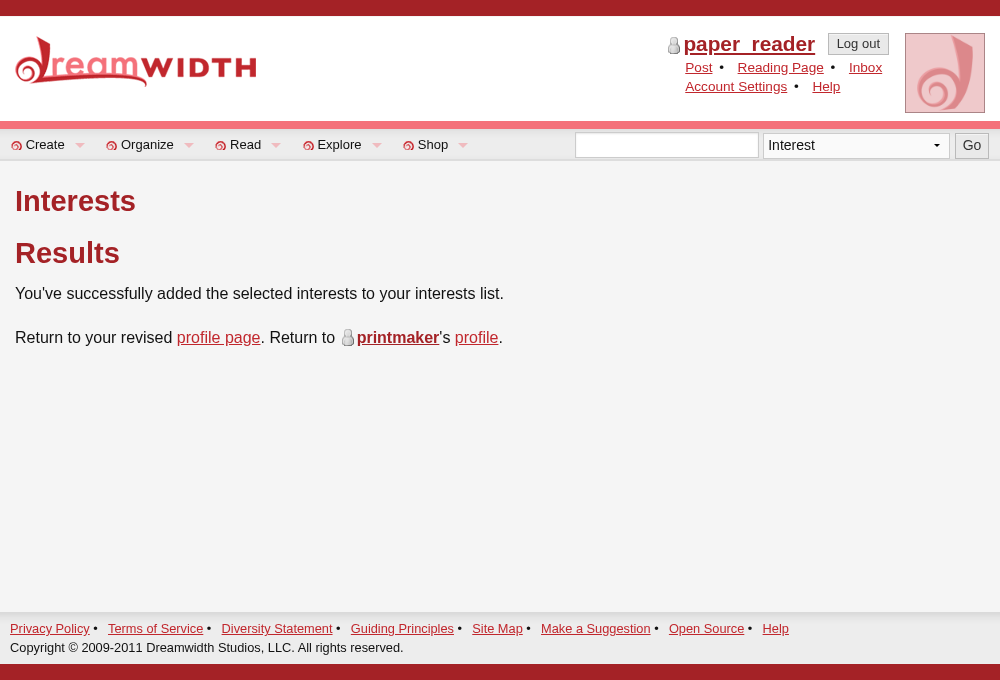 dreamWIDTH
paper_reader Log out
Post • Reading Page • Inbox
Account Settings • Help
Create Organize Read Explore Shop Interest Go
Interests
Results
You've successfully added the selected interests to your interests list.
Return to your revised profile page. Return to printmaker's profile.
Privacy Policy • Terms of Service • Diversity Statement • Guiding Principles • Site Map • Make a Suggestion • Open Source • Help
Copyright © 2009-2011 Dreamwidth Studios, LLC. All rights reserved.